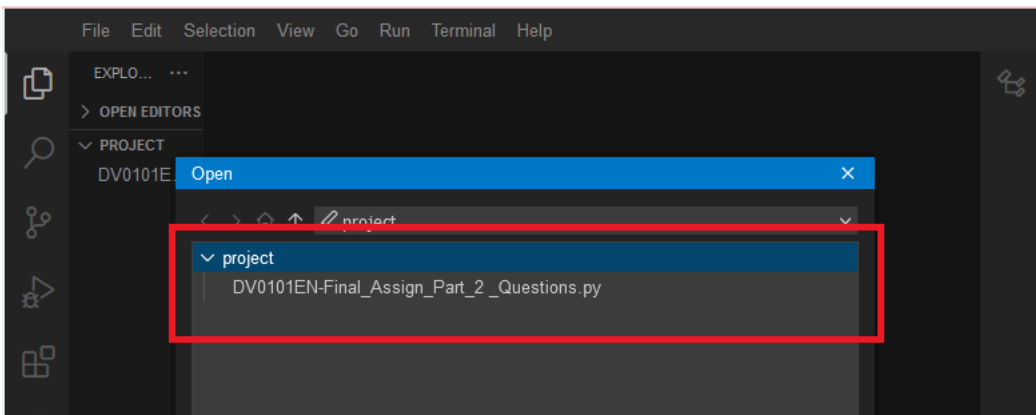 File Edit Selection View Go Run Terminal Help
EXPLO... ···
OPEN EDITORS
PROJECT
DV0101E
Open
project
project
DV0101EN-Final_Assign_Part_2 _Questions.py